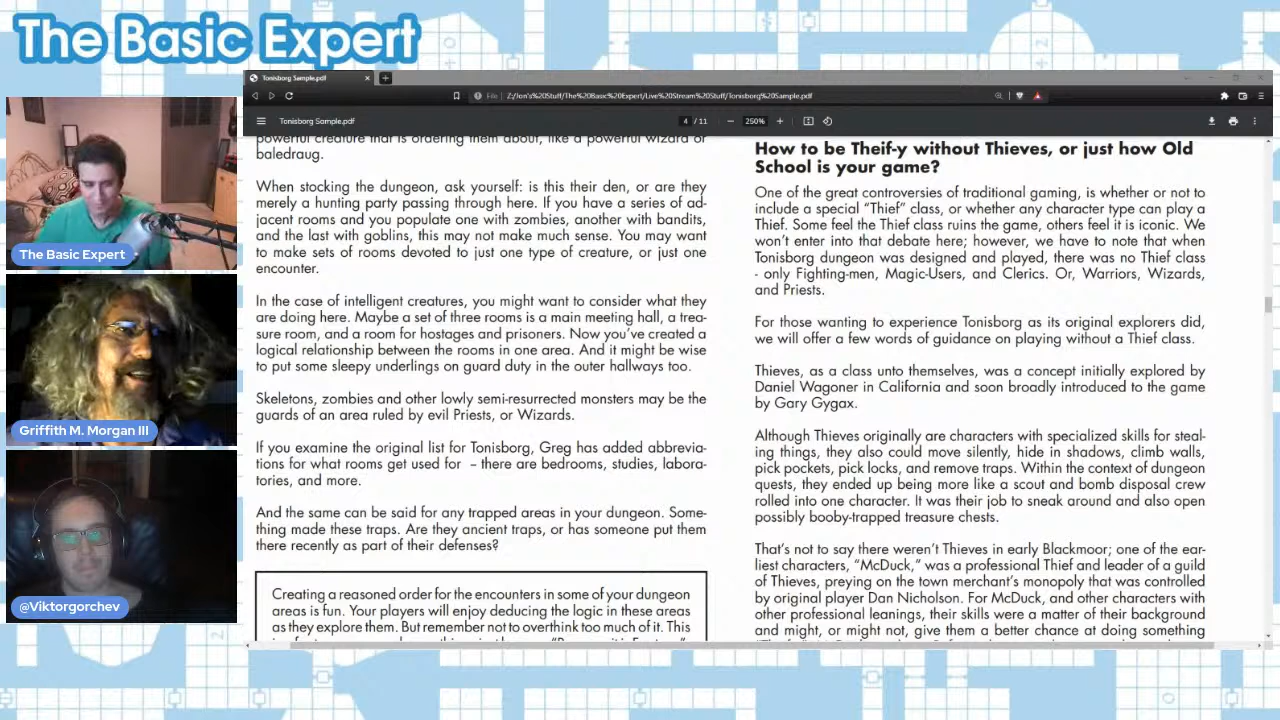 The Basic Expert
Tonisborg Sample.pdf
File
Z:/Jon's%20Stuff/The%20Basic%20Expert/Live%20Stream%20Stuff/Tonisborg%20Sample.pdf
Tonisborg Sample.pdf
4 / 11
250%
The Basic Expert
Griffith M. Morgan III
@Viktorgorchev
powerful creature that is ordering them about, like a powerful wizard or
baledraug.
When stocking the dungeon, ask yourself: is this their den, or are they
merely a hunting party passing through here. If you have a series of ad-
jacent rooms and you populate one with zombies, another with bandits,
and the last with goblins, this may not make much sense. You may want
to make sets of rooms devoted to just one type of creature, or just one
encounter.
In the case of intelligent creatures, you might want to consider what they
are doing here. Maybe a set of three rooms is a main meeting hall, a trea-
sure room, and a room for hostages and prisoners. Now you've created a
logical relationship between the rooms in one area. And it might be wise
to put some sleepy underlings on guard duty in the outer hallways too.
Skeletons, zombies and other lowly semi-resurrected monsters may be the
guards of an area ruled by evil Priests, or Wizards.
If you examine the original list for Tonisborg, Greg has added abbrevia-
tions for what rooms get used for – there are bedrooms, studies, labora-
tories, and more.
And the same can be said for any trapped areas in your dungeon. Some-
thing made these traps. Are they ancient traps, or has someone put them
there recently as part of their defenses?
Creating a reasoned order for the encounters in some of your dungeon
areas is fun. Your players will enjoy deducing the logic in these areas
as they explore them. But remember not to overthink too much of it. This
How to be Theif-y without Thieves, or just how Old
School is your game?
One of the great controversies of traditional gaming, is whether or not to
include a special "Thief" class, or whether any character type can play a
Thief. Some feel the Thief class ruins the game, others feel it is iconic. We
won't enter into that debate here; however, we have to note that when
Tonisborg dungeon was designed and played, there was no Thief class
- only Fighting-men, Magic-Users, and Clerics. Or, Warriors, Wizards,
and Priests.
For those wanting to experience Tonisborg as its original explorers did,
we will offer a few words of guidance on playing without a Thief class.
Thieves, as a class unto themselves, was a concept initially explored by
Daniel Wagoner in California and soon broadly introduced to the game
by Gary Gygax.
Although Thieves originally are characters with specialized skills for steal-
ing things, they also could move silently, hide in shadows, climb walls,
pick pockets, pick locks, and remove traps. Within the context of dungeon
quests, they ended up being more like a scout and bomb disposal crew
rolled into one character. It was their job to sneak around and also open
possibly booby-trapped treasure chests.
That's not to say there weren't Thieves in early Blackmoor; one of the ear-
liest characters, "McDuck," was a professional Thief and leader of a guild
of Thieves, preying on the town merchant's monopoly that was controlled
by original player Dan Nicholson. For McDuck, and other characters with
other professional leanings, their skills were a matter of their background
and might, or might not, give them a better chance at doing something